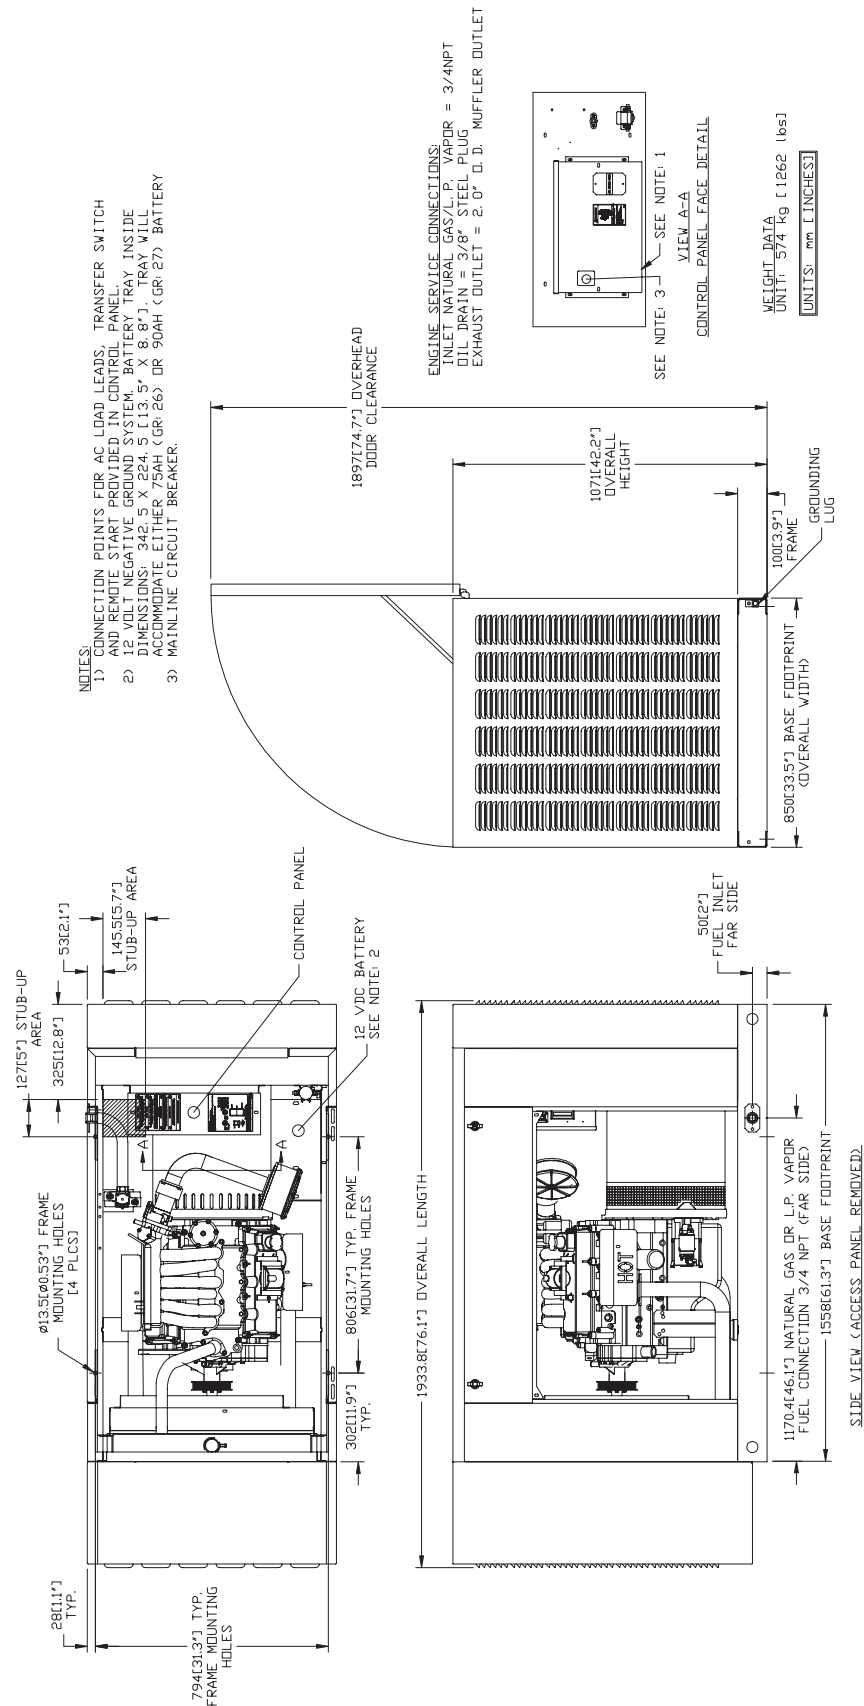 NOTES:
1) CONNECTION POINTS FOR AC LOAD LEADS, TRANSFER SWITCH
AND REMOTE START PROVIDED IN CONTROL PANEL.
2) 12 VOLT NEGATIVE GROUND SYSTEM. BATTERY TRAY INSIDE
DIMENSIONS: 342.5 X 224.5 [13.5" X 8.8"]. TRAY WILL
ACCOMMODATE EITHER 75AH (GR:26) OR 90AH (GR:27) BATTERY
3) MAINLINE CIRCUIT BREAKER.
ENGINE SERVICE CONNECTIONS:
INLET NATURAL GAS/L.P. VAPOR = 3/4NPT
OIL DRAIN = 3/8" STEEL PLUG
EXHAUST OUTLET = 2.0" O.D. MUFFLER OUTLET
SEE NOTE: 3
SEE NOTE: 1
VIEW A-A
CONTROL PANEL FACE DETAIL
WEIGHT DATA
UNIT: 574 kg [1262 lbs]
UNITS: mm [INCHES]
1897[74.7"] OVERHEAD
DOOR CLEARANCE
1071[42.2"]
OVERALL
HEIGHT
100[3.9"]
FRAME
GROUNDING
LUG
850[33.5"] BASE FOOTPRINT
(OVERALL WIDTH)
28[1.1"]
TYP.
794[31.3"] TYP.
FRAME MOUNTING
HOLES
ø13.5[ø0.53"] FRAME
MOUNTING HOLES
[4 PLCS]
127[5"] STUB-UP
AREA
325[12.8"]
53[2.1"]
145.5[5.7"]
STUB-UP AREA
CONTROL PANEL
12 VDC BATTERY
SEE NOTE: 2
A
A
302[11.9"]
TYP.
806[31.7"] TYP. FRAME
MOUNTING HOLES
1933.8[76.1"] OVERALL LENGTH
HOT
50[2"]
FUEL INLET
FAR SIDE
1170.4[46.1"] NATURAL GAS OR L.P. VAPOR
FUEL CONNECTION 3/4 NPT (FAR SIDE)
1558[61.3"] BASE FOOTPRINT
SIDE VIEW (ACCESS PANEL REMOVED)